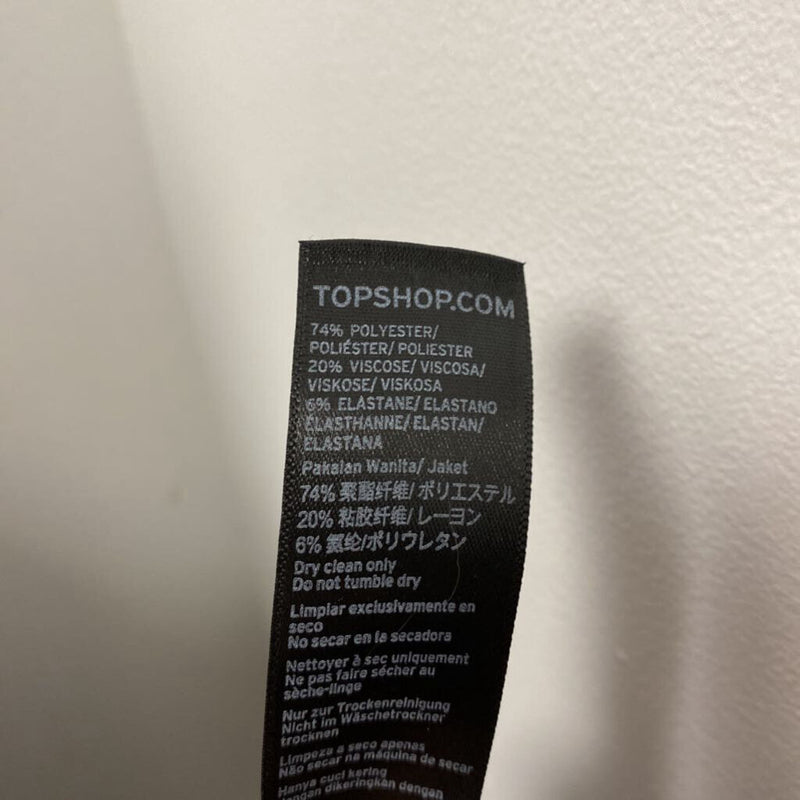 TOPSHOP.COM
74% POLYESTER/
POLIÉSTER/ POLIESTER
20% VISCOSE/ VISCOSA/
VISKOSE/ VISKOSA
6% ELASTANE/ ELASTANO
ELASTHANNE/ ELASTAN/
ELASTANA
Pakaian Wanita/ Jaket
74% 聚酯纤维/ ポリエステル
20% 粘胶纤维/ レーヨン
6% 氨纶/ポリウレタン
Dry clean only
Do not tumble dry
Limpiar exclusivamente en
seco
No secar en la secadora
Nettoyer à sec uniquement
Ne pas faire sécher au
sèche-linge
Nur zur Trockenreinigung
Nicht im Wäschetrockner
trocknen
Limpeza a seco apenas
Não secar na máquina de secar
Hanya cuci kering
dikeringkan dengan